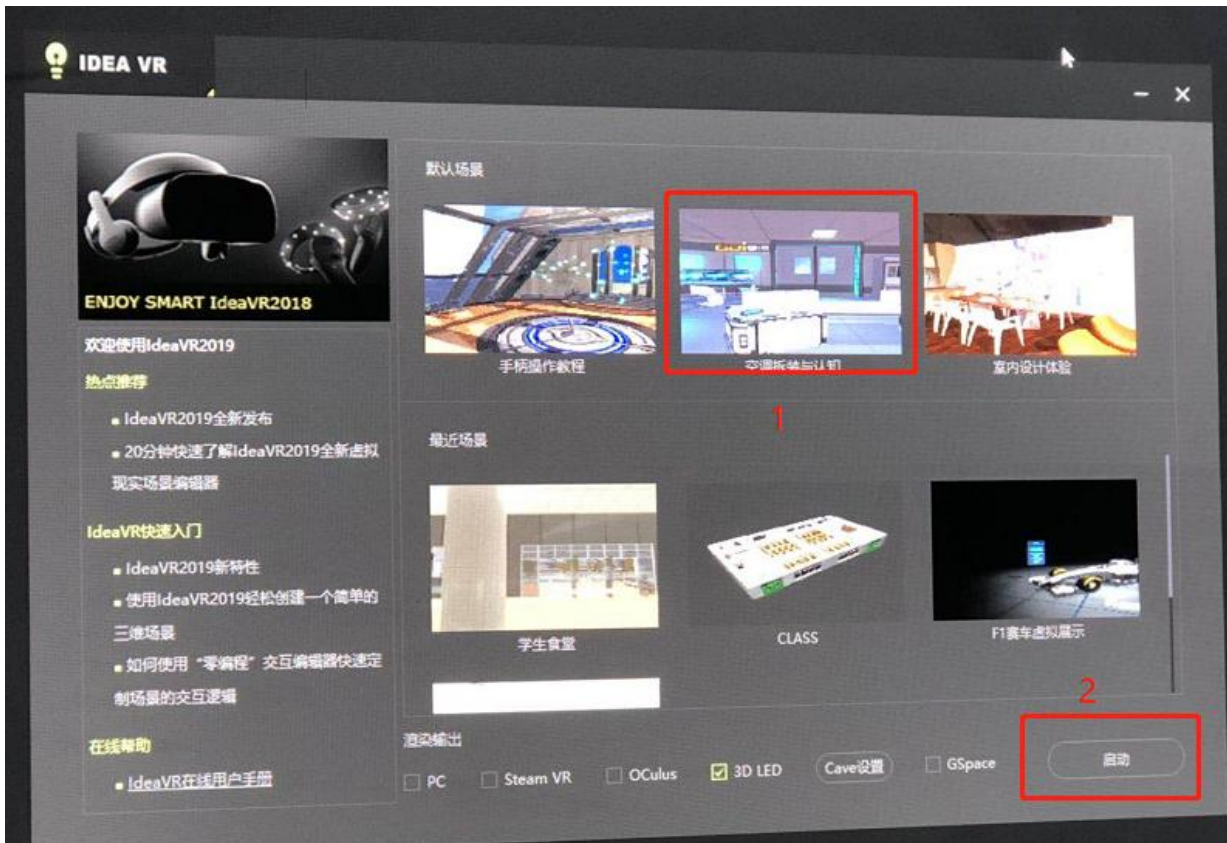 IDEA VR
ENJOY SMART IdeaVR2018
欢迎使用IdeaVR2019
热点推荐
IdeaVR2019全新发布
20分钟快速了解IdeaVR2019全新虚拟
现实场景编辑器
IdeaVR快速入门
IdeaVR2019新特性
使用IdeaVR2019轻松创建一个简单的
三维场景
如何使用“零编程”交互编辑器快速定
制场景的交互逻辑
在线帮助
IdeaVR在线用户手册
默认场景
手柄操作教程
空调拆装与认知
室内设计体验
1
最近场景
学生食堂
CLASS
F1赛车虚拟展示
2
渲染输出
PC
Steam VR
OCulus
3D LED
Cave设置
GSpace
启动